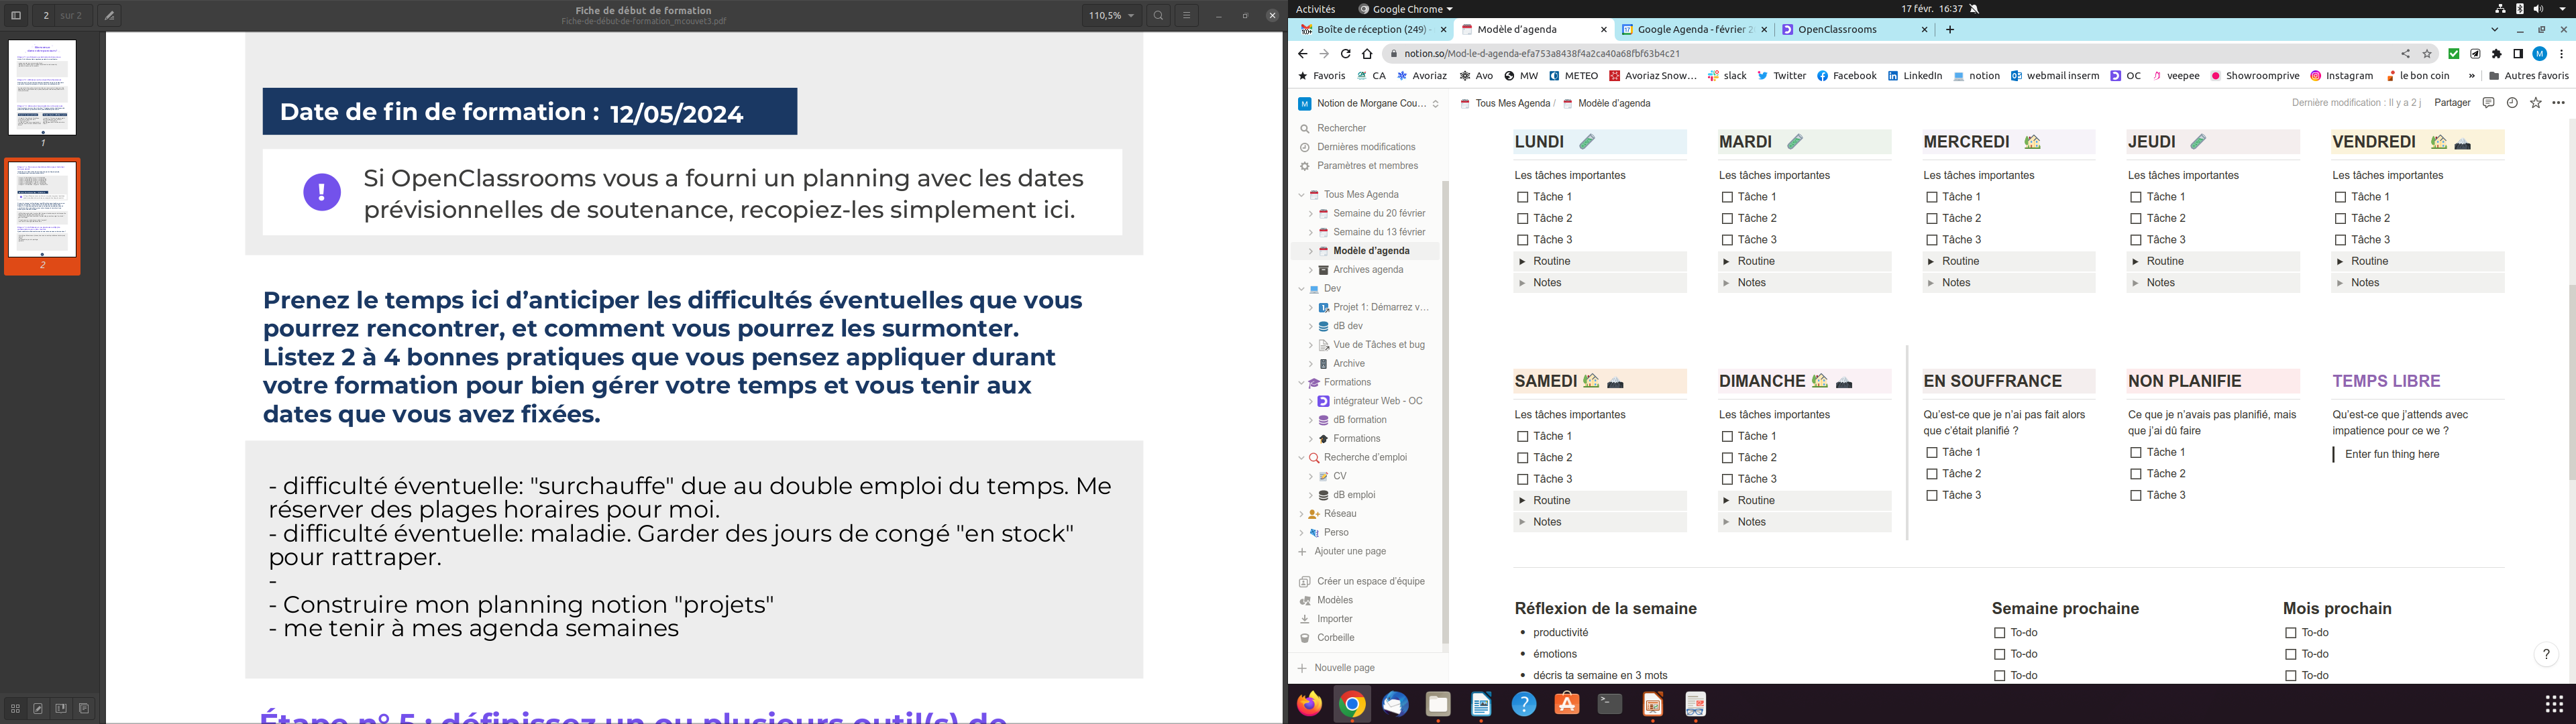 2 sur 2
Fiche de début de formation
Fiche-de-début-de-formation_mcouvet3.pdf
110,5%
1
2
Date de fin de formation : 12/05/2024
! Si OpenClassrooms vous a fourni un planning avec les dates
prévisionnelles de soutenance, recopiez-les simplement ici.
Prenez le temps ici d’anticiper les difficultés éventuelles que vous
pourrez rencontrer, et comment vous pourrez les surmonter.
Listez 2 à 4 bonnes pratiques que vous pensez appliquer durant
votre formation pour bien gérer votre temps et vous tenir aux
dates que vous avez fixées.
- difficulté éventuelle: "surchauffe" due au double emploi du temps. Me
réserver des plages horaires pour moi.
- difficulté éventuelle: maladie. Garder des jours de congé "en stock"
pour rattraper.
-
- Construire mon planning notion "projets"
- me tenir à mes agenda semaines
Étape n° 5 : définissez un ou plusieurs outil(s) de
Activités Google Chrome 17 févr. 16:37
Boîte de réception (249) - Modèle d’agenda Google Agenda - février 2 OpenClassrooms
notion.so/Mod-le-d-agenda-efa753a8438f4a2ca40a68fbf63b4c21
Favoris CA Avoriaz Avo MW METEO Avoriaz Snow… slack Twitter Facebook LinkedIn notion webmail inserm OC veepee Showroomprive Instagram le bon coin » Autres favoris
M Notion de Morgane Cou… Tous Mes Agenda / Modèle d’agenda Dernière modification : Il y a 2 j Partager
Rechercher
Dernières modifications
Paramètres et membres
Tous Mes Agenda
Semaine du 20 février
Semaine du 13 février
Modèle d’agenda
Archives agenda
Dev
Projet 1: Démarrez v…
dB dev
Vue de Tâches et bug
Archive
Formations
intégrateur Web - OC
dB formation
Formations
Recherche d’emploi
CV
dB emploi
Réseau
Perso
Ajouter une page
Créer un espace d’équipe
Modèles
Importer
Corbeille
Nouvelle page
LUNDI MARDI MERCREDI JEUDI VENDREDI
Les tâches importantes Les tâches importantes Les tâches importantes Les tâches importantes Les tâches importantes
Tâche 1 Tâche 1 Tâche 1 Tâche 1 Tâche 1
Tâche 2 Tâche 2 Tâche 2 Tâche 2 Tâche 2
Tâche 3 Tâche 3 Tâche 3 Tâche 3 Tâche 3
Routine Routine Routine Routine Routine
Notes Notes Notes Notes Notes
SAMEDI DIMANCHE EN SOUFFRANCE NON PLANIFIE TEMPS LIBRE
Les tâches importantes Les tâches importantes Qu’est-ce que je n’ai pas fait alors Ce que je n’avais pas planifié, mais Qu’est-ce que j’attends avec
que c’était planifié ? que j’ai dû faire impatience pour ce we ?
Tâche 1 Tâche 1 Tâche 1 Tâche 1 Enter fun thing here
Tâche 2 Tâche 2 Tâche 2 Tâche 2
Tâche 3 Tâche 3 Tâche 3 Tâche 3
Routine Routine
Notes Notes
Réflexion de la semaine Semaine prochaine Mois prochain
productivité To-do To-do
émotions To-do To-do
décris ta semaine en 3 mots To-do To-do
?